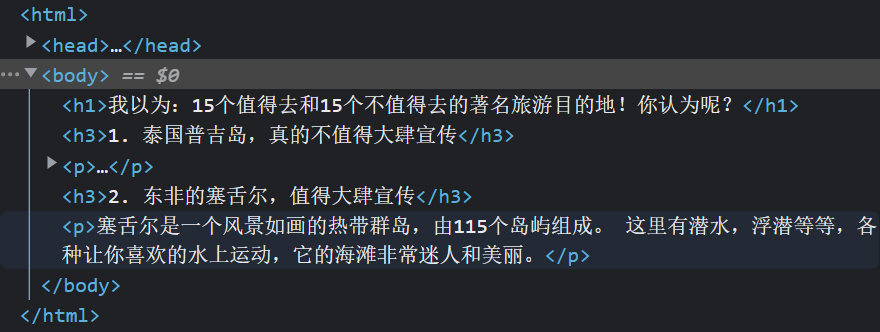 <html>
<head>…</head>
<body> == $0
<h1>我以为：15个值得去和15个不值得去的著名旅游目的地！你认为呢？</h1>
<h3>1. 泰国普吉岛，真的不值得大肆宣传</h3>
<p>…</p>
<h3>2. 东非的塞舌尔，值得大肆宣传</h3>
<p>塞舌尔是一个风景如画的热带群岛，由115个岛屿组成。 这里有潜水，浮潜等等，各
种让你喜欢的水上运动，它的海滩非常迷人和美丽。</p>
</body>
</html>